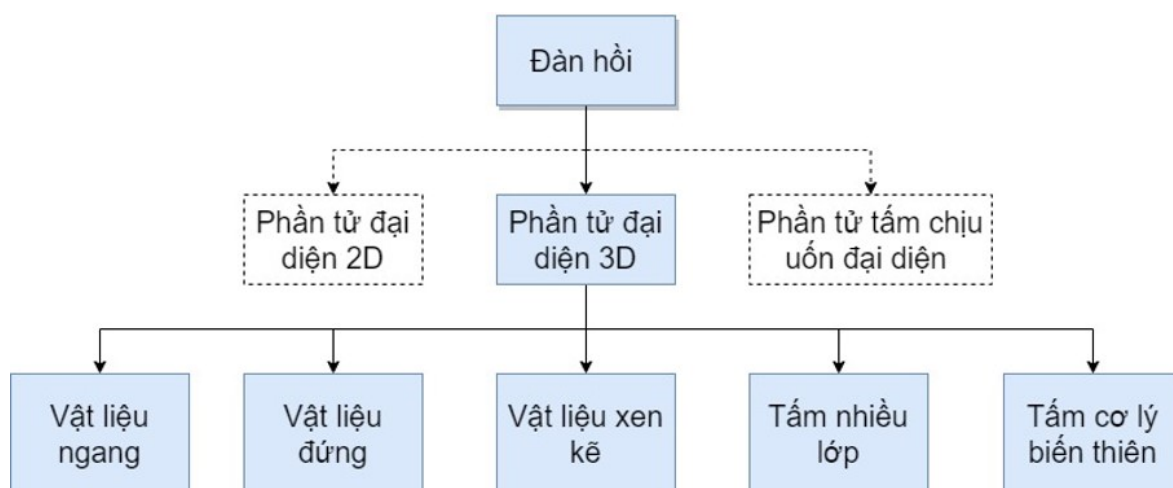 Đàn hồi
Phần tử đại
diện 2D
Phần tử đại
diện 3D
Phần tử tấm chịu
uốn đại diện
Vật liệu
ngang
Vật liệu
đứng
Vật liệu xen
kẽ
Tấm nhiều
lớp
Tấm cơ lý
biến thiên